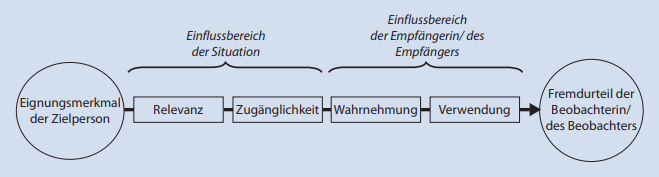 Einflussbereich
der Situation
Einflussbereich
der Empfängerin/ des
Empfängers
Eignungsmerkmal
der Zielperson
Relevanz
Zugänglichkeit
Wahrnehmung
Verwendung
Fremdurteil der
Beobachterin/
des Beobachters